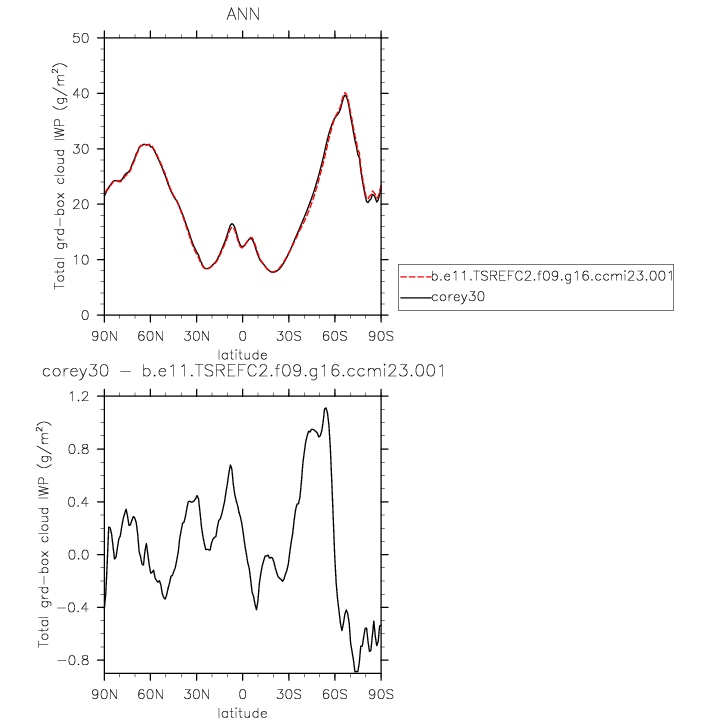 ANN
50
40
30
20
10
0
Total grd-box cloud IWP (g/m²)
90N 60N 30N 0 30S 60S 90S
latitude
b.e11.TSREFC2.f09.g16.ccmi23.001
corey30
corey30 - b.e11.TSREFC2.f09.g16.ccmi23.001
1.2
0.8
0.4
0.0
-0.4
-0.8
Total grd-box cloud IWP (g/m²)
90N 60N 30N 0 30S 60S 90S
latitude